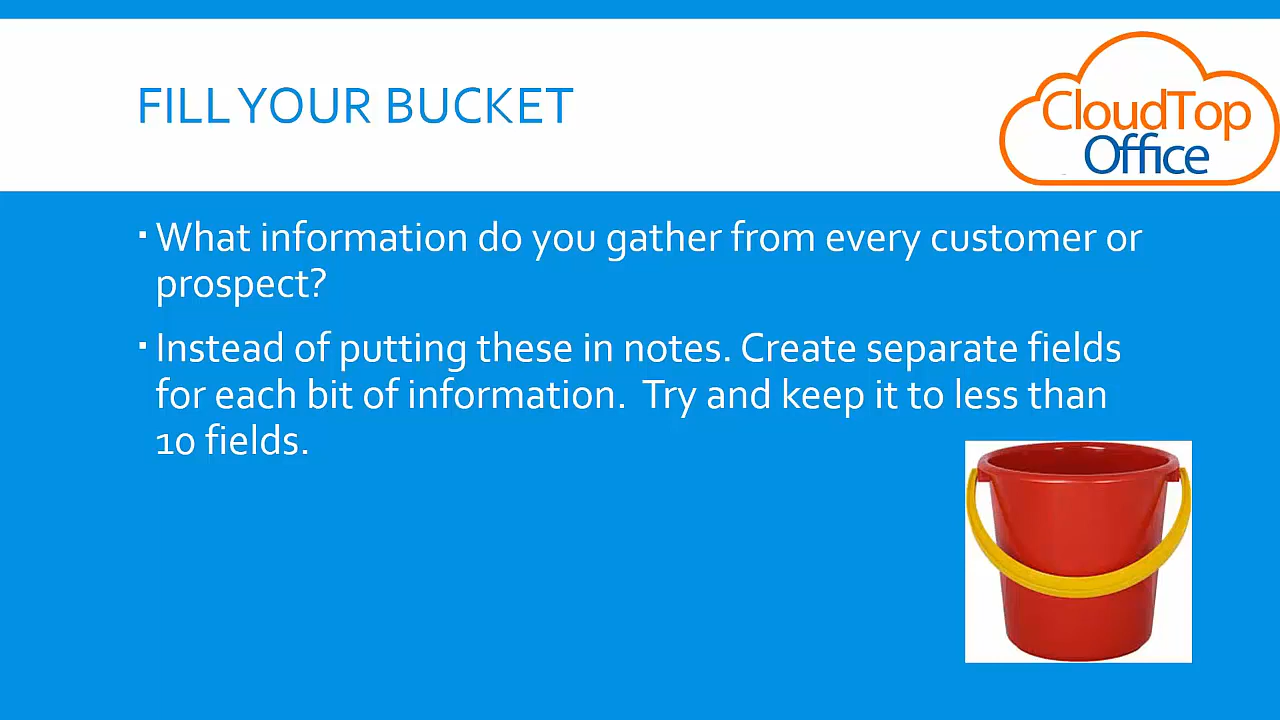 FILL YOUR BUCKET
CloudTop
Office
▪ What information do you gather from every customer or
prospect?
▪ Instead of putting these in notes. Create separate fields
for each bit of information.  Try and keep it to less than
10 fields.